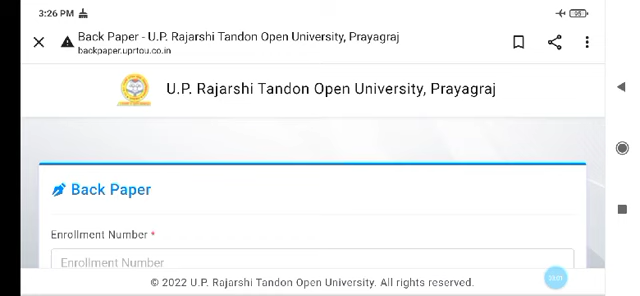 3:26 PM
95
Back Paper - U.P. Rajarshi Tandon Open University, Prayagraj
backpaper.uprtou.co.in
U.P. Rajarshi Tandon Open University, Prayagraj
Back Paper
Enrollment Number *
Enrollment Number
© 2022 U.P. Rajarshi Tandon Open University. All rights reserved.